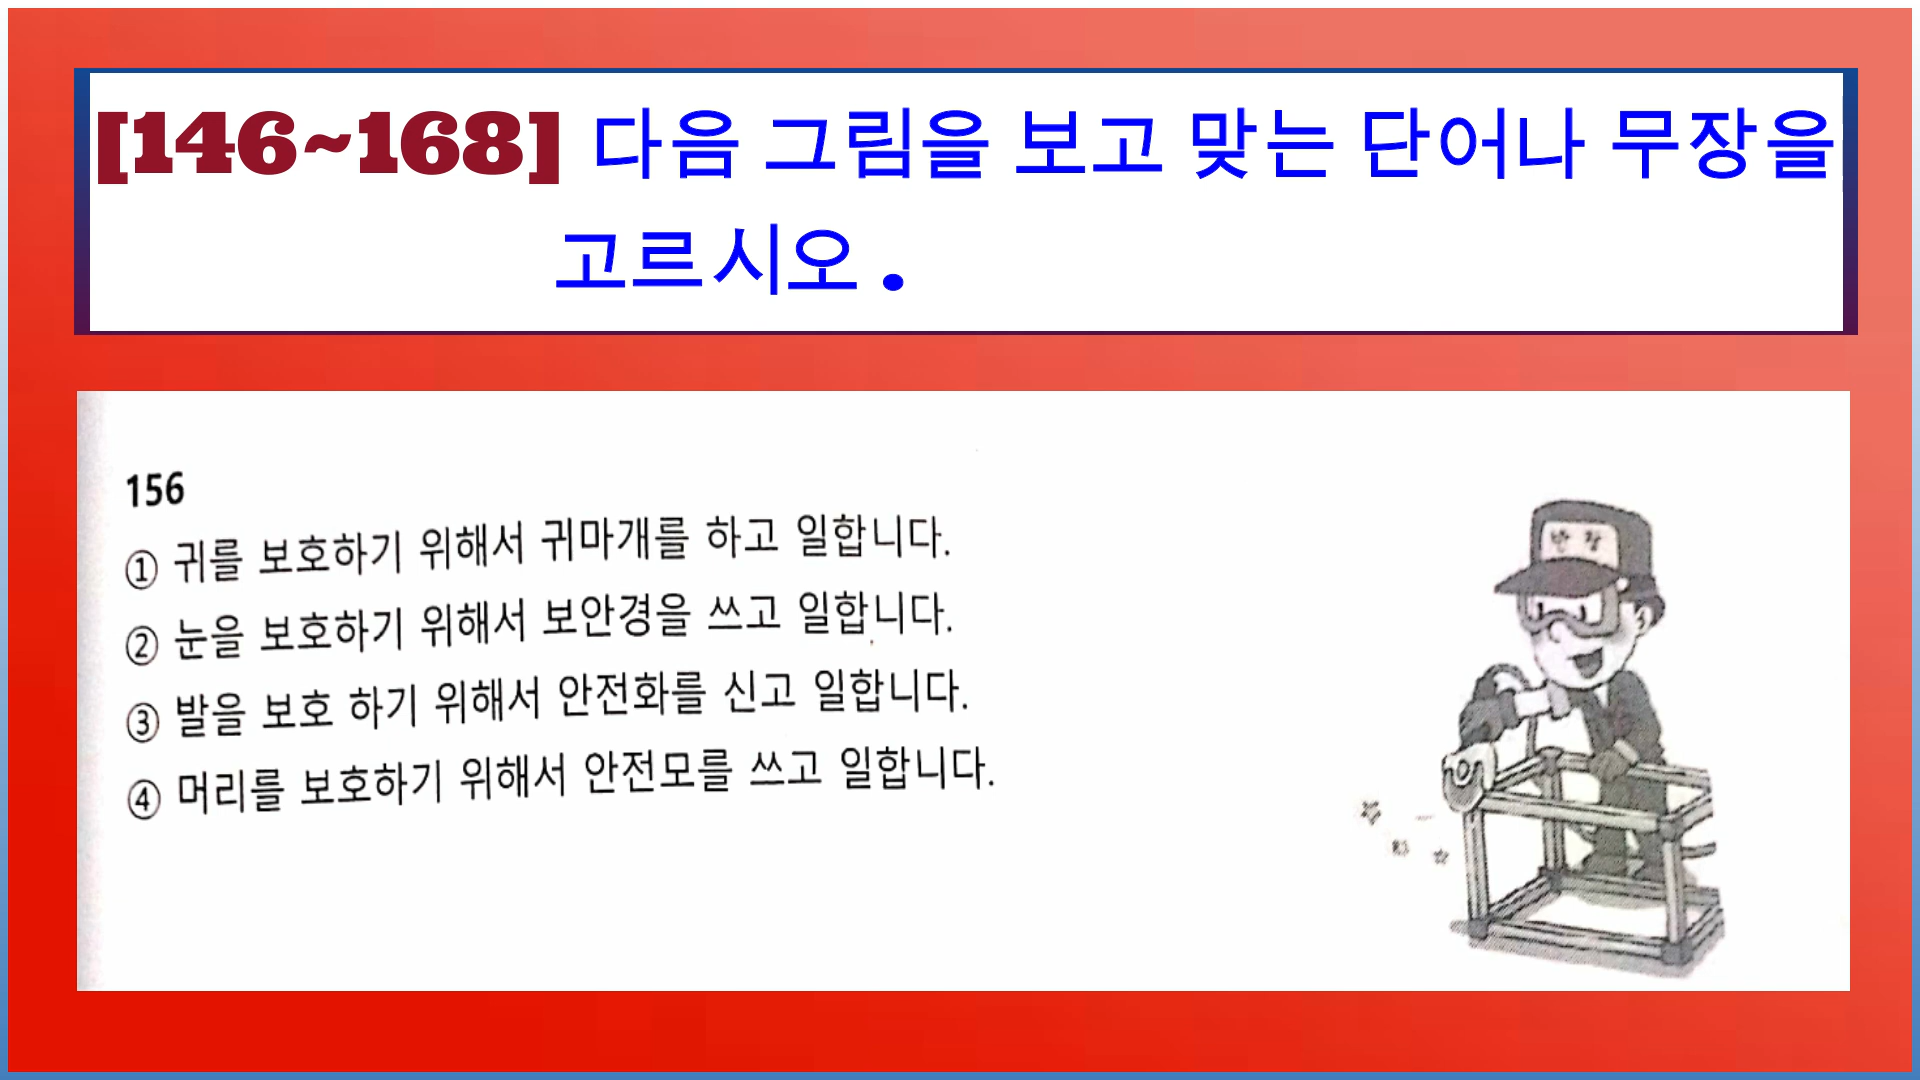 [146~168] 다음 그림을 보고 맞는 단어나 무장을
고르시오.
156
① 귀를 보호하기 위해서 귀마개를 하고 일합니다.
② 눈을 보호하기 위해서 보안경을 쓰고 일합니다.
③ 발을 보호 하기 위해서 안전화를 신고 일합니다.
④ 머리를 보호하기 위해서 안전모를 쓰고 일합니다.